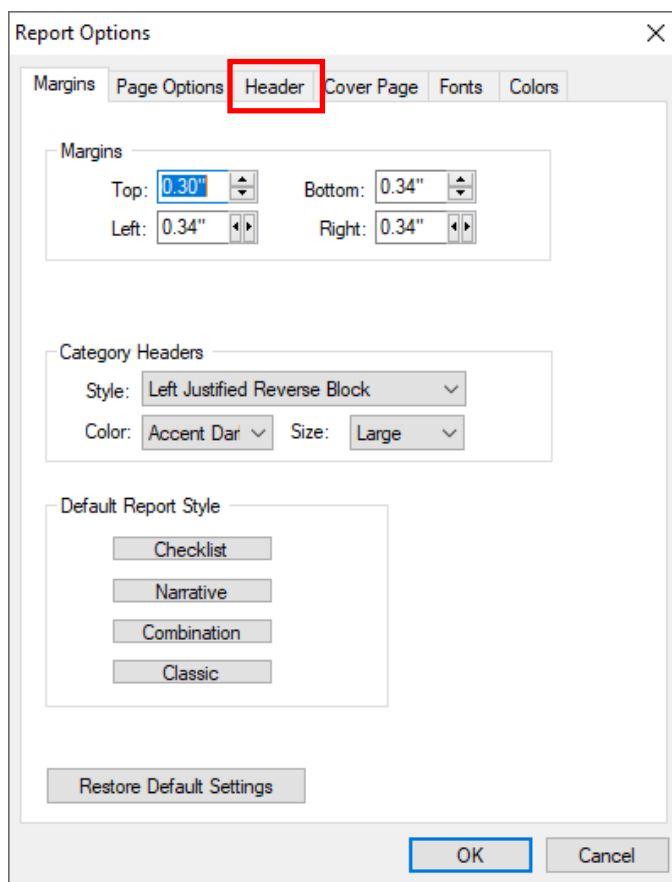 Report Options
Margins Page Options Header Cover Page Fonts Colors
Margins
Top: 0.30" Bottom: 0.34"
Left: 0.34" Right: 0.34"
Category Headers
Style: Left Justified Reverse Block
Color: Accent Dar Size: Large
Default Report Style
Checklist
Narrative
Combination
Classic
Restore Default Settings
OK Cancel